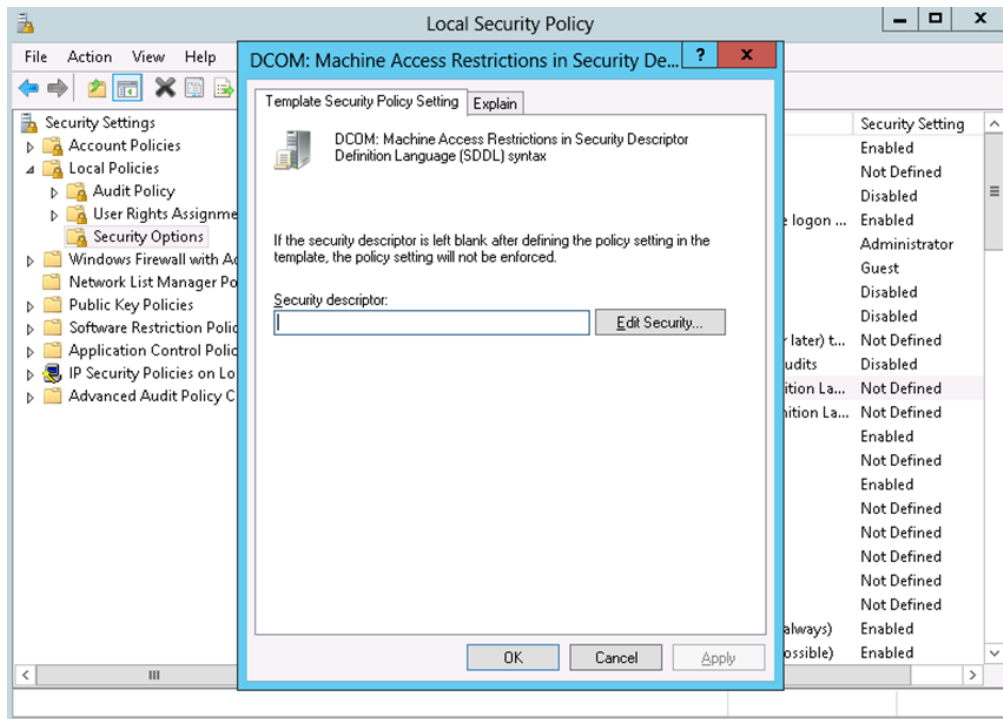 Local Security Policy
File Action View Help
DCOM: Machine Access Restrictions in Security De...
?
x
Template Security Policy Setting
Explain
DCOM: Machine Access Restrictions in Security Descriptor
Definition Language (SDDL) syntax
If the security descriptor is left blank after defining the policy setting in the
template, the policy setting will not be enforced.
Security descriptor:
Edit Security...
OK
Cancel
Apply
Security Settings
Account Policies
Local Policies
Audit Policy
User Rights Assignme
Security Options
Windows Firewall with Ad
Network List Manager Po
Public Key Policies
Software Restriction Polic
Application Control Polic
IP Security Policies on Lo
Advanced Audit Policy C
Security Setting
Enabled
Not Defined
Disabled
logon ... Enabled
Administrator
Guest
Disabled
Disabled
later) t... Not Defined
udits Disabled
ition La... Not Defined
nition La... Not Defined
Enabled
Not Defined
Enabled
Not Defined
Not Defined
Not Defined
Not Defined
Not Defined
always) Enabled
ossible) Enabled